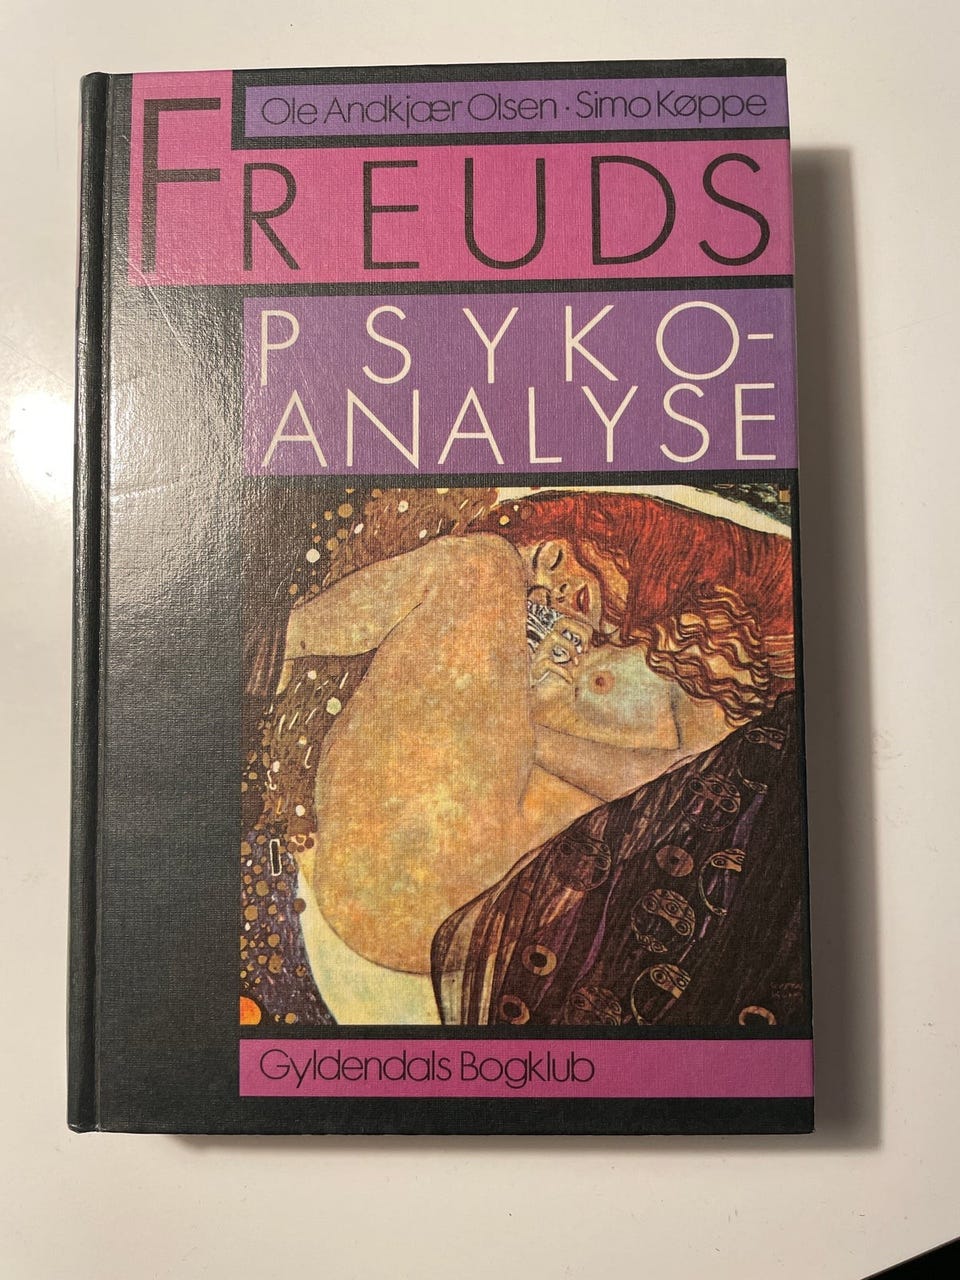 Ole Andkjær Olsen · Simo Køppe
FREUDS
PSYKO-
ANALYSE
Gyldendals Bogklub